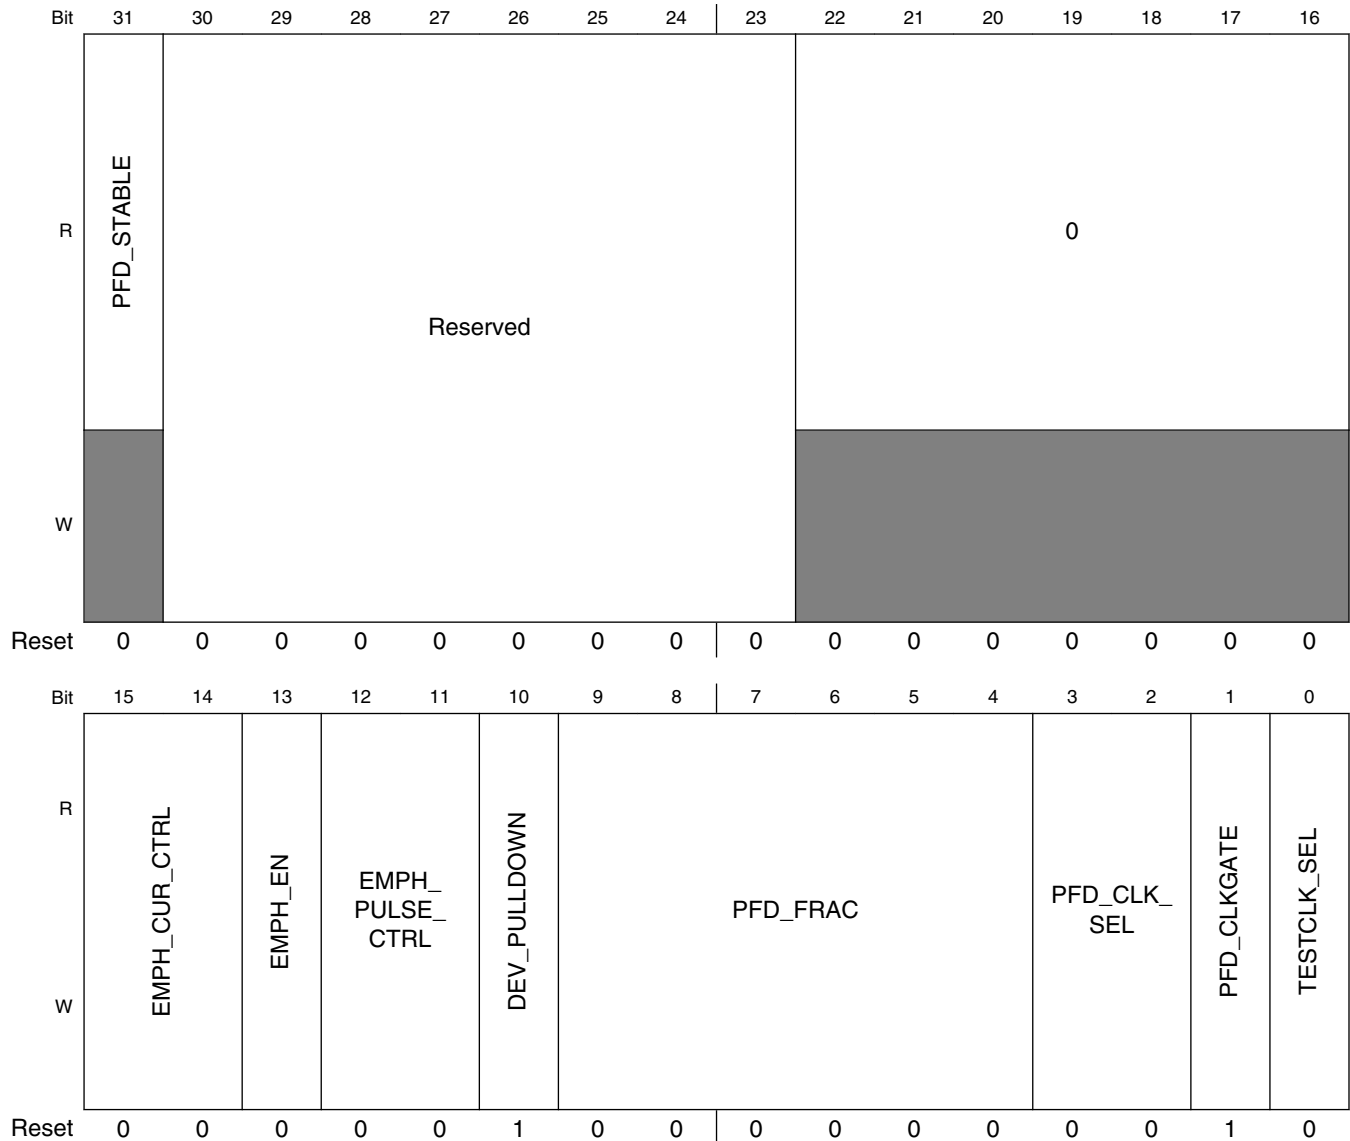 Bit 31 30 29 28 27 26 25 24 23 22 21 20 19 18 17 16
R
PFD_STABLE
Reserved
0
W
Reset 0 0 0 0 0 0 0 0 0 0 0 0 0 0 0 0
Bit 15 14 13 12 11 10 9 8 7 6 5 4 3 2 1 0
R
EMPH_CUR_CTRL
EMPH_EN
EMPH_
PULSE_
CTRL
DEV_PULLDOWN
PFD_FRAC
PFD_CLK_
SEL
PFD_CLKGATE
TESTCLK_SEL
W
Reset 0 0 0 0 0 1 0 0 0 0 0 0 0 0 1 0